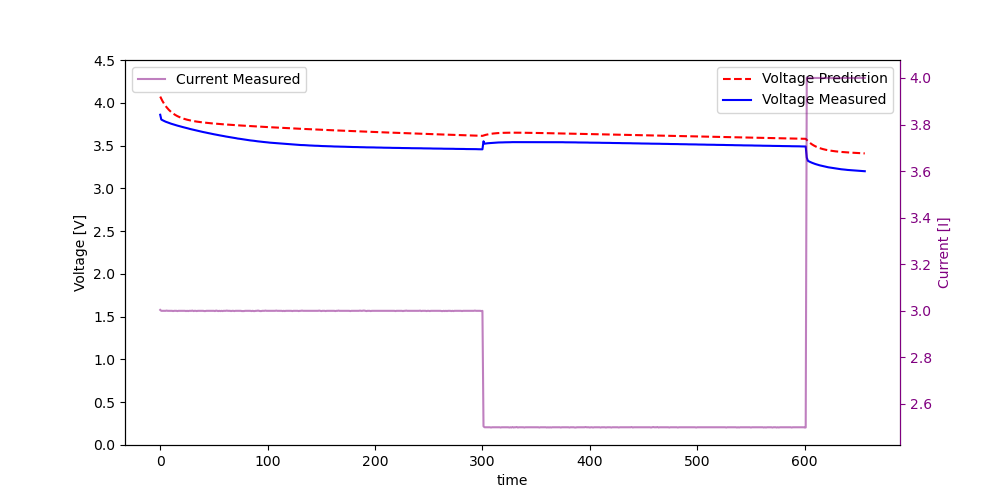 Current Measured
Voltage Prediction
Voltage Measured
4.5
4.0
3.5
3.0
2.5
2.0
1.5
1.0
0.5
0.0
Voltage [V]
4.0
3.8
3.6
3.4
3.2
3.0
2.8
2.6
Current [I]
0 100 200 300 400 500 600
time